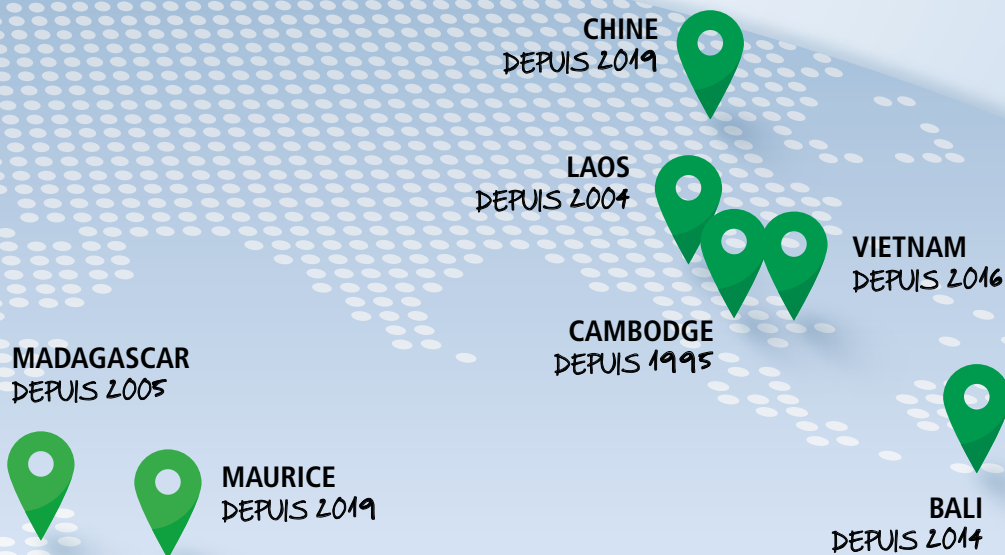 CHINE
DEPUIS 2019
LAOS
DEPUIS 2004
VIETNAM
DEPUIS 2016
CAMBODGE
DEPUIS 1995
MADAGASCAR
DEPUIS 2005
MAURICE
DEPUIS 2019
BALI
DEPUIS 2014